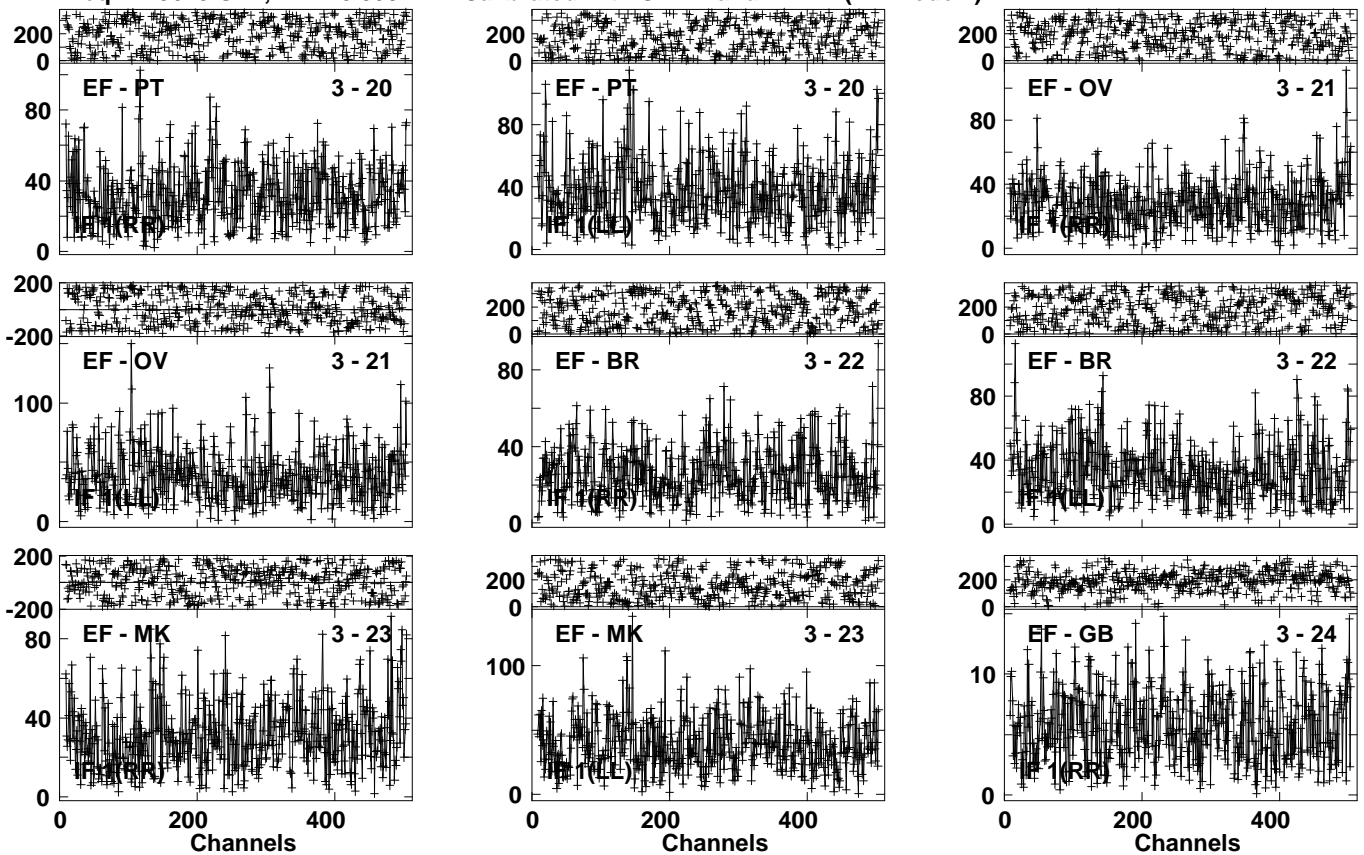 200
0
EF - PT 3 - 20
80
40
0
IF 1(RR)
200
0
EF - PT 3 - 20
80
40
0
IF 1(LL)
200
0
EF - OV 3 - 21
80
40
0
IF 1(RR)
200
-200
EF - OV 3 - 21
100
0
IF 1(LL)
200
0
EF - BR 3 - 22
80
40
0
IF 1(RR)
200
0
EF - BR 3 - 22
80
40
0
IF 1(LL)
200
-200
EF - MK 3 - 23
80
40
0
IF 1(RR)
0 200 400
Channels
200
0
EF - MK 3 - 23
100
0
IF 1(LL)
0 200 400
Channels
200
0
EF - GB 3 - 24
10
0
IF 1(RR)
0 200 400
Channels